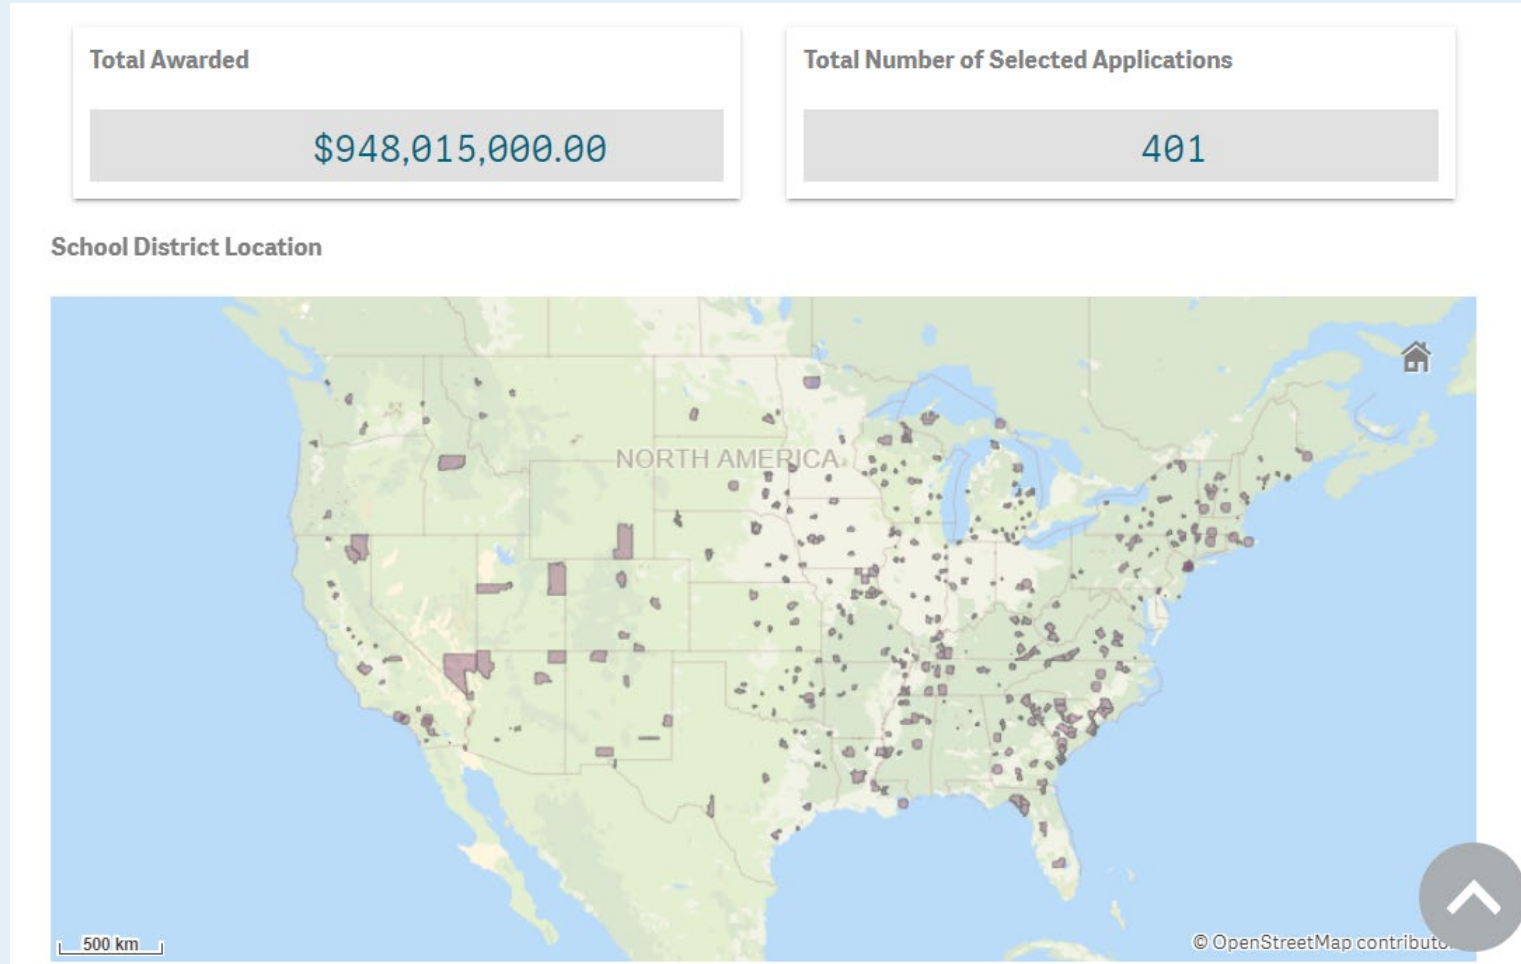 Total Awarded
$948,015,000.00
Total Number of Selected Applications
401
School District Location
NORTH AMERICA
500 km
© OpenStreetMap